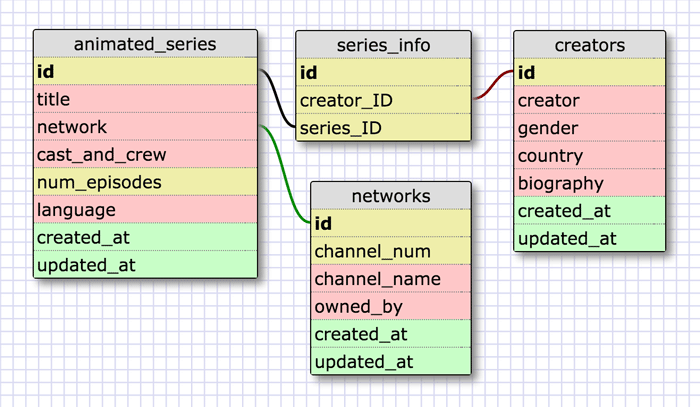 animated_series
id
title
network
cast_and_crew
num_episodes
language
created_at
updated_at
series_info
id
creator_ID
series_ID
creators
id
creator
gender
country
biography
created_at
updated_at
networks
id
channel_num
channel_name
owned_by
created_at
updated_at